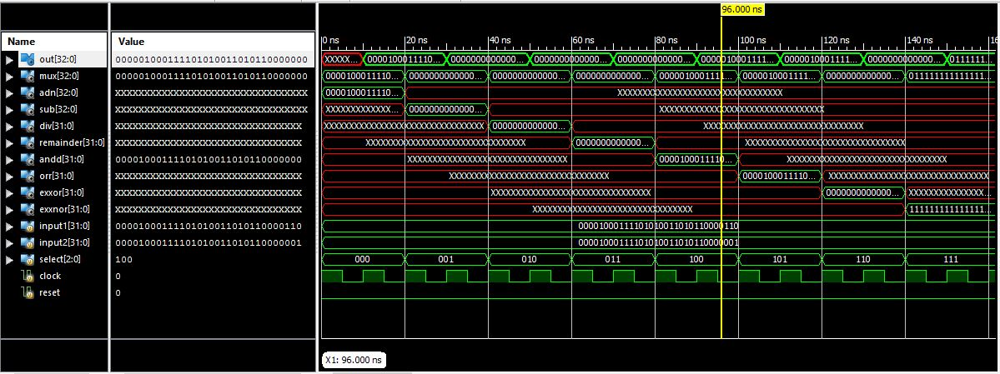 96.000 ns
Name Value 0 ns 20 ns 40 ns 60 ns 80 ns 100 ns 120 ns 140 ns 16
out[32:0] 000001000111101010011010110000000 XXXXX... 0000100011110... 0000000000000... 0000000000000... 0000000000000... 0000010001111... 0000010001111... 0000000000000... 0111111...
mux[32:0] 000001000111101010011010110000000 0000100011110... 0000000000000... 0000000000000... 0000000000000... 0000010001111... 0000010001111... 0000000000000... 01111111111111...
adn[32:0] XXXXXXXXXXXXXXXXXXXXXXXXXXXXXXXXX 0000100011110... XXXXXXXXXXXXXXXXXXXXXXXXXXXXXXXXX
sub[32:0] XXXXXXXXXXXXXXXXXXXXXXXXXXXXXXXXX XXXXXXXXXXXXX... 0000000000000... XXXXXXXXXXXXXXXXXXXXXXXXXXXXXXXXX
div[31:0] XXXXXXXXXXXXXXXXXXXXXXXXXXXXXXXX XXXXXXXXXXXXXXXXXXXXXXXXXXXXXXXX 0000000000000... XXXXXXXXXXXXXXXXXXXXXXXXXXXXXXXX
remainder[31:0] XXXXXXXXXXXXXXXXXXXXXXXXXXXXXXXX XXXXXXXXXXXXXXXXXXXXXXXXXXXXXXXX 0000000000000... XXXXXXXXXXXXXXXXXXXXXXXXXXXXXXXX
andd[31:0] 00001000111101010011010110000000 XXXXXXXXXXXXXXXXXXXXXXXXXXXXXXXX 0000100011110... XXXXXXXXXXXXXXXXXXXXXXXXXXXXXXXX
orr[31:0] XXXXXXXXXXXXXXXXXXXXXXXXXXXXXXXX XXXXXXXXXXXXXXXXXXXXXXXXXXXXXXXX 0000100011110... XXXXXXXXXXXXXXXXXXXXXXXXXXXXXXXX
exxor[31:0] XXXXXXXXXXXXXXXXXXXXXXXXXXXXXXXX XXXXXXXXXXXXXXXXXXXXXXXXXXXXXXXX 0000000000000... XXXXXXXXXXXXX...
exxnor[31:0] XXXXXXXXXXXXXXXXXXXXXXXXXXXXXXXX XXXXXXXXXXXXXXXXXXXXXXXXXXXXXXXX 11111111111111...
input1[31:0] 00001000111101010011010110000110 00001000111101010011010110000110
input2[31:0] 00001000111101010011010110000001 00001000111101010011010110000001
select[2:0] 100 000 001 010 011 100 101 110 111
clock 0
reset 0
X1: 96.000 ns